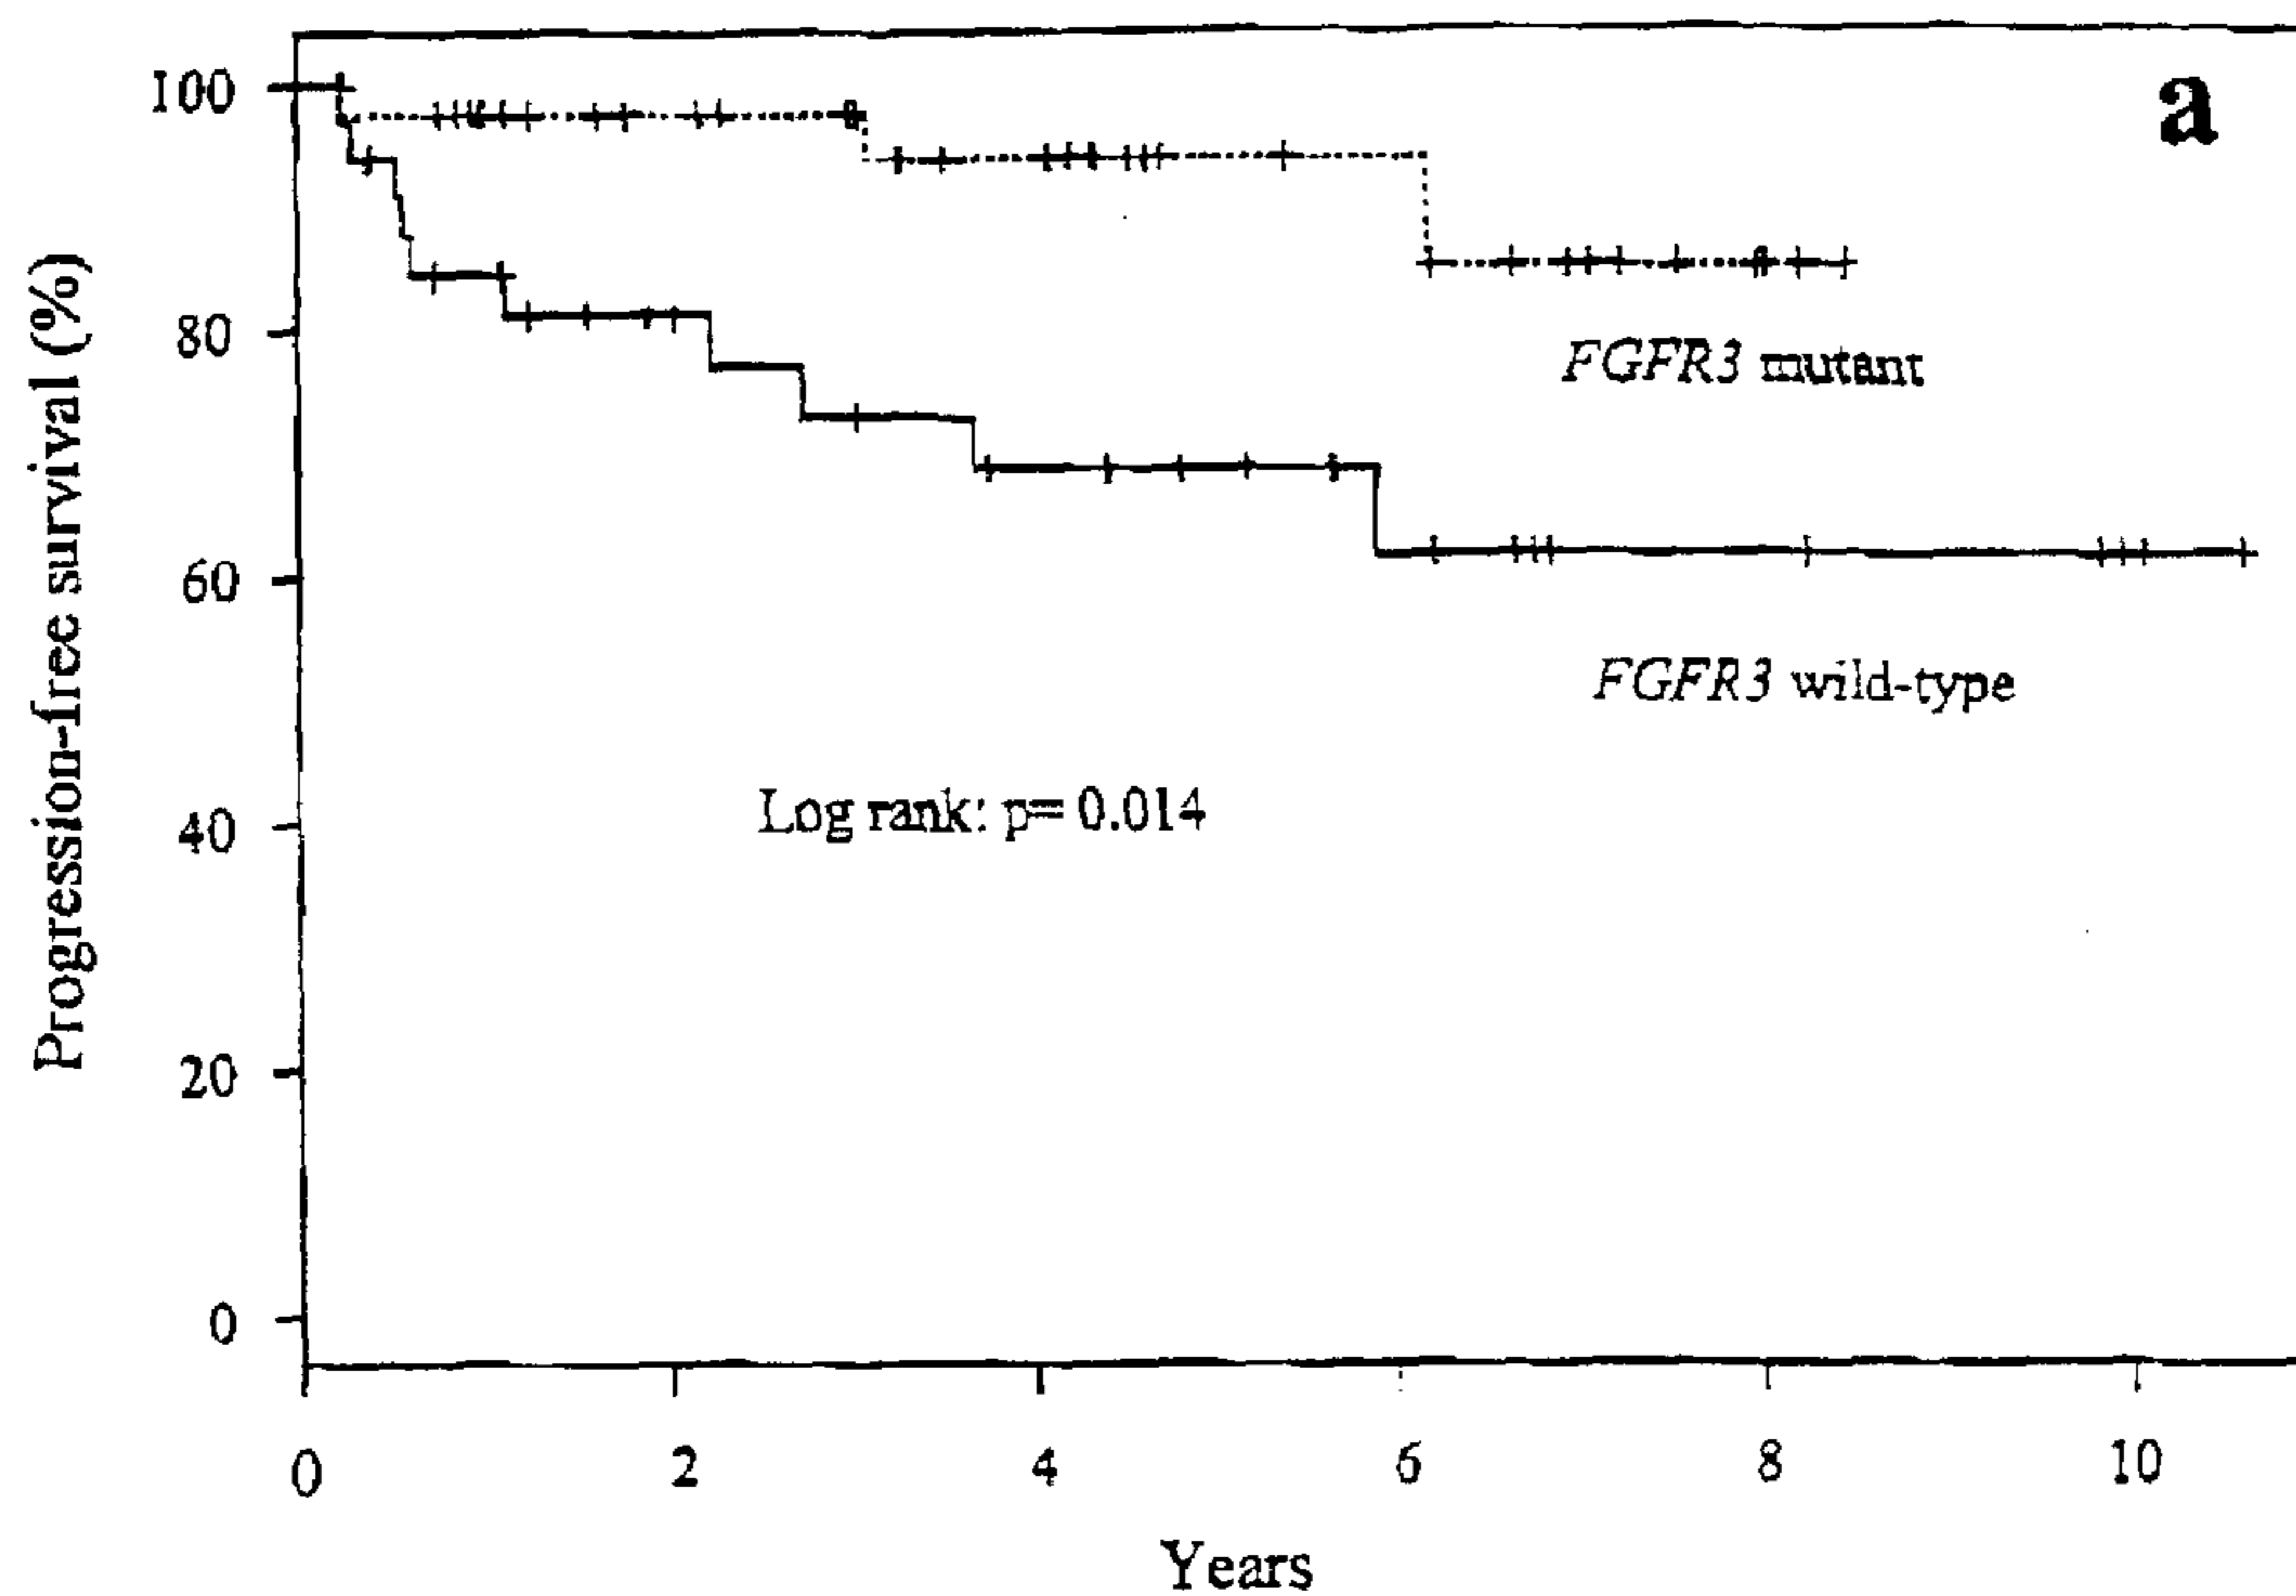 a
Progression-free survival (%)
100
80
60
40
20
0
FGFR3 mutant
FGFR3 wild-type
Log rank: p= 0.014
0 2 4 6 8 10
Years